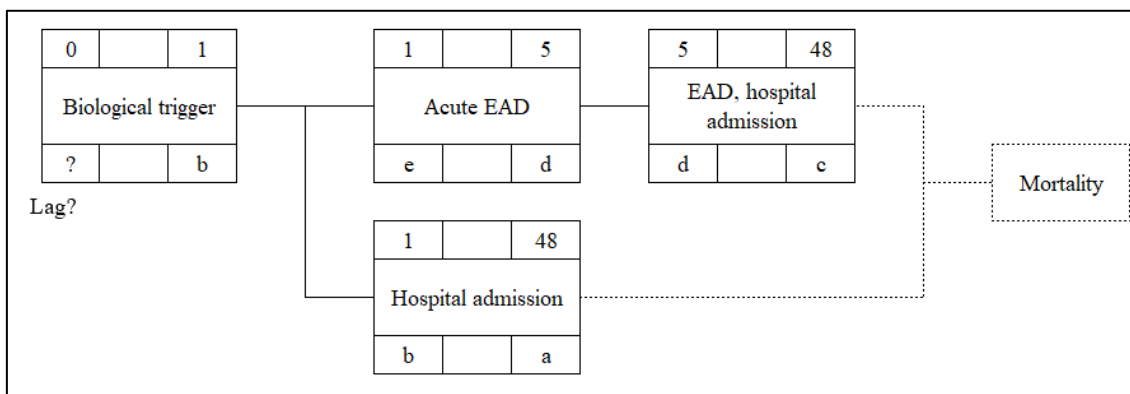 0 1
Biological trigger
? b
Lag?
1 5
Acute EAD
e d
5 48
EAD, hospital
admission
d c
1 48
Hospital admission
b a
Mortality